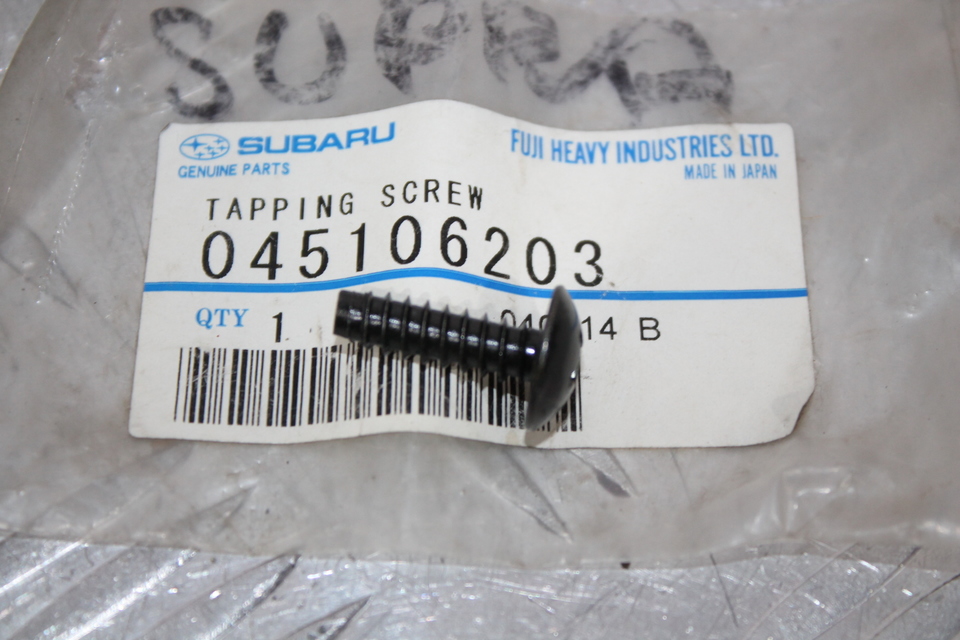 SUPRA
SUBARU
FUJI HEAVY INDUSTRIES LTD.
GENUINE PARTS
MADE IN JAPAN
TAPPING SCREW
045106203
QTY 1 14 B